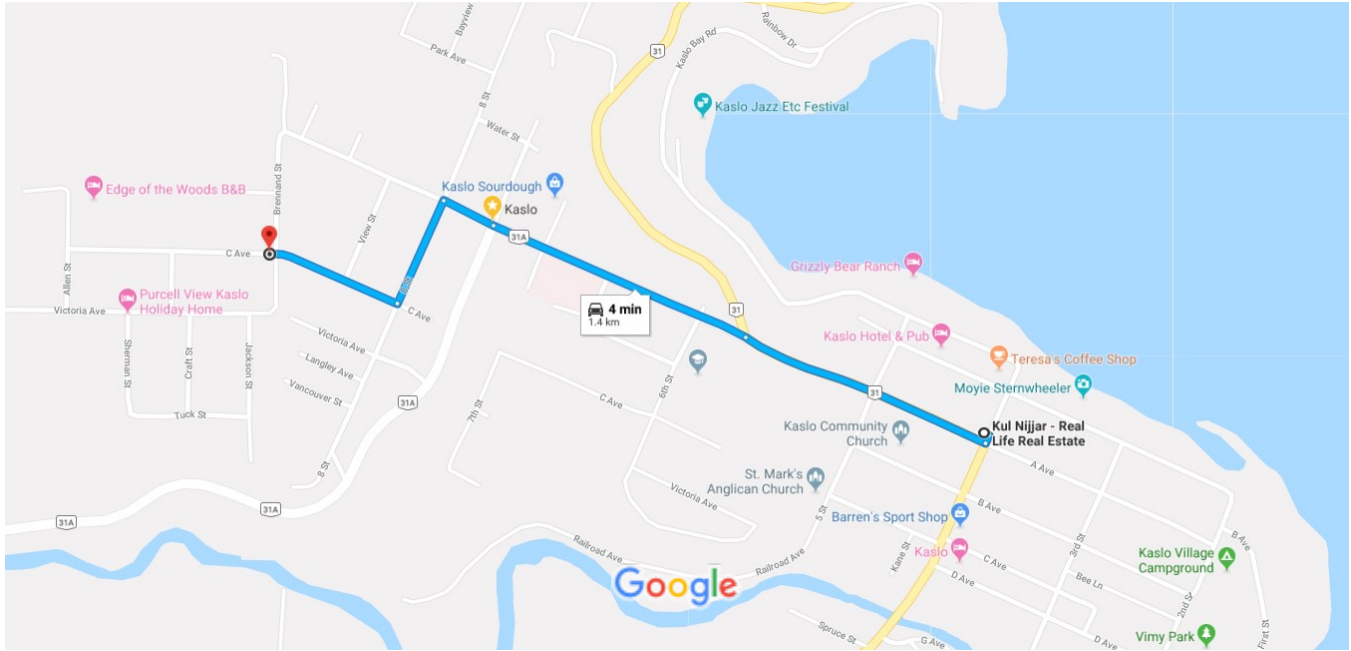 Bayview
Rainbow Dr
Park Ave
31
Kaslo Bay Rd
8 St
Kaslo Jazz Etc Festival
Water St
Edge of the Woods B&B
Brennand St
Kaslo Sourdough
Kaslo
View St
31A
C Ave
Allen St
Grizzly Bear Ranch
Purcell View Kaslo
Holiday Home
Victoria Ave
C Ave
4 min
1.4 km
31
Kaslo Hotel & Pub
Teresa's Coffee Shop
Sherman St
Craft St
Jackson St
Victoria Ave
Langley Ave
Vancouver St
Tuck St
31A
7th St
6th St
C Ave
31
Moyie Sternwheeler
Kaslo Community
Church
Kul Nijjar - Real
Life Real Estate
8 St
St. Mark's
Anglican Church
A Ave
Victoria Ave
5 St
B Ave
31A
Barren's Sport Shop
Kaslo
Kane St
C Ave
D Ave
3rd St
Bee Ln
B Ave
Kaslo Village
Campground
Railroad Ave
Railroad Ave
Google
2nd St
First St
Spruce St
G Ave
D Ave
Vimy Park